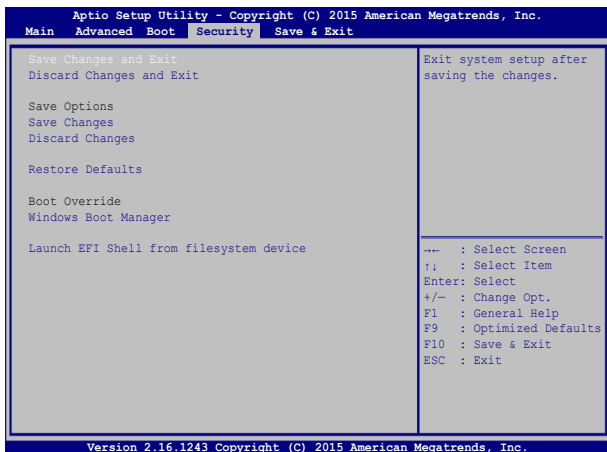 Aptio Setup Utility - Copyright (C) 2015 American Megatrends, Inc.
Main Advanced Boot Security Save & Exit
Save Changes and Exit
Discard Changes and Exit
Save Options
Save Changes
Discard Changes
Restore Defaults
Boot Override
Windows Boot Manager
Launch EFI Shell from filesystem device
Exit system setup after
saving the changes.
→← : Select Screen
↑↓ : Select Item
Enter: Select
+/— : Change Opt.
F1 : General Help
F9 : Optimized Defaults
F10 : Save & Exit
ESC : Exit
Version 2.16.1243 Copyright (C) 2015 American Megatrends, Inc.